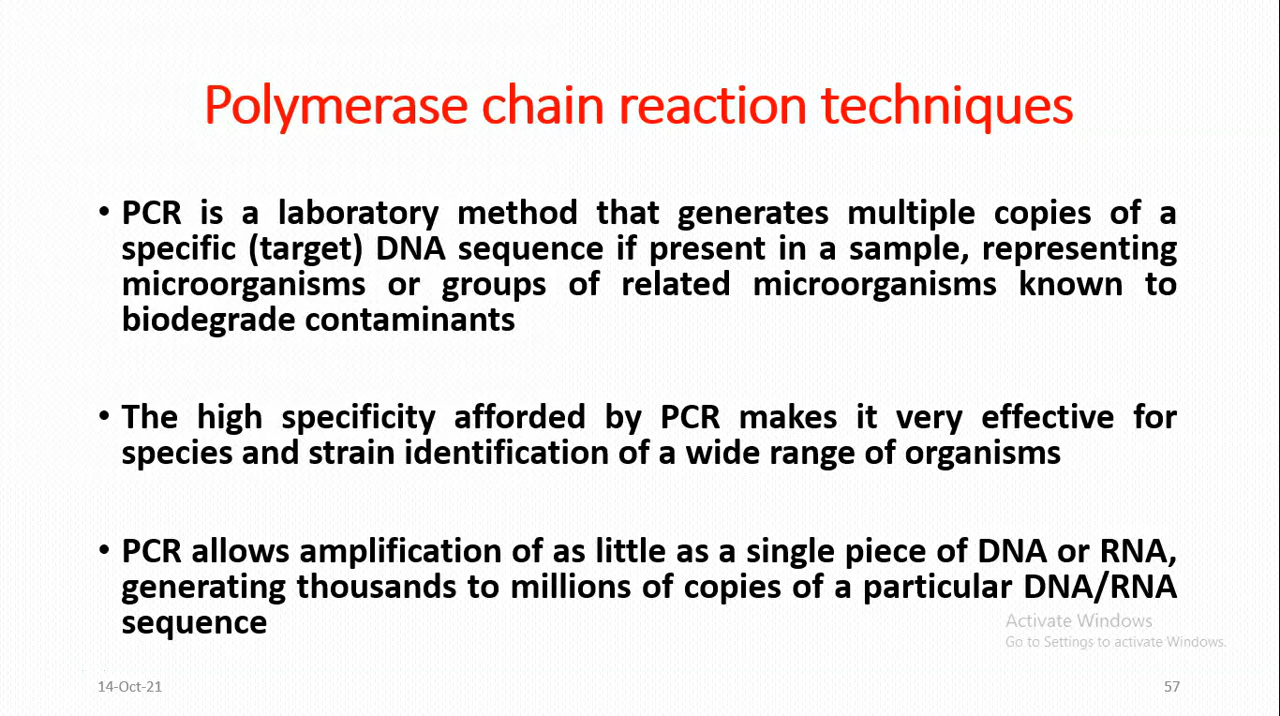 Polymerase chain reaction techniques
• PCR is a laboratory method that generates multiple copies of a
specific (target) DNA sequence if present in a sample, representing
microorganisms or groups of related microorganisms known to
biodegrade contaminants
• The high specificity afforded by PCR makes it very effective for
species and strain identification of a wide range of organisms
• PCR allows amplification of as little as a single piece of DNA or RNA,
generating thousands to millions of copies of a particular DNA/RNA
sequence
Activate Windows
Go to Settings to activate Windows.
14-Oct-21
57